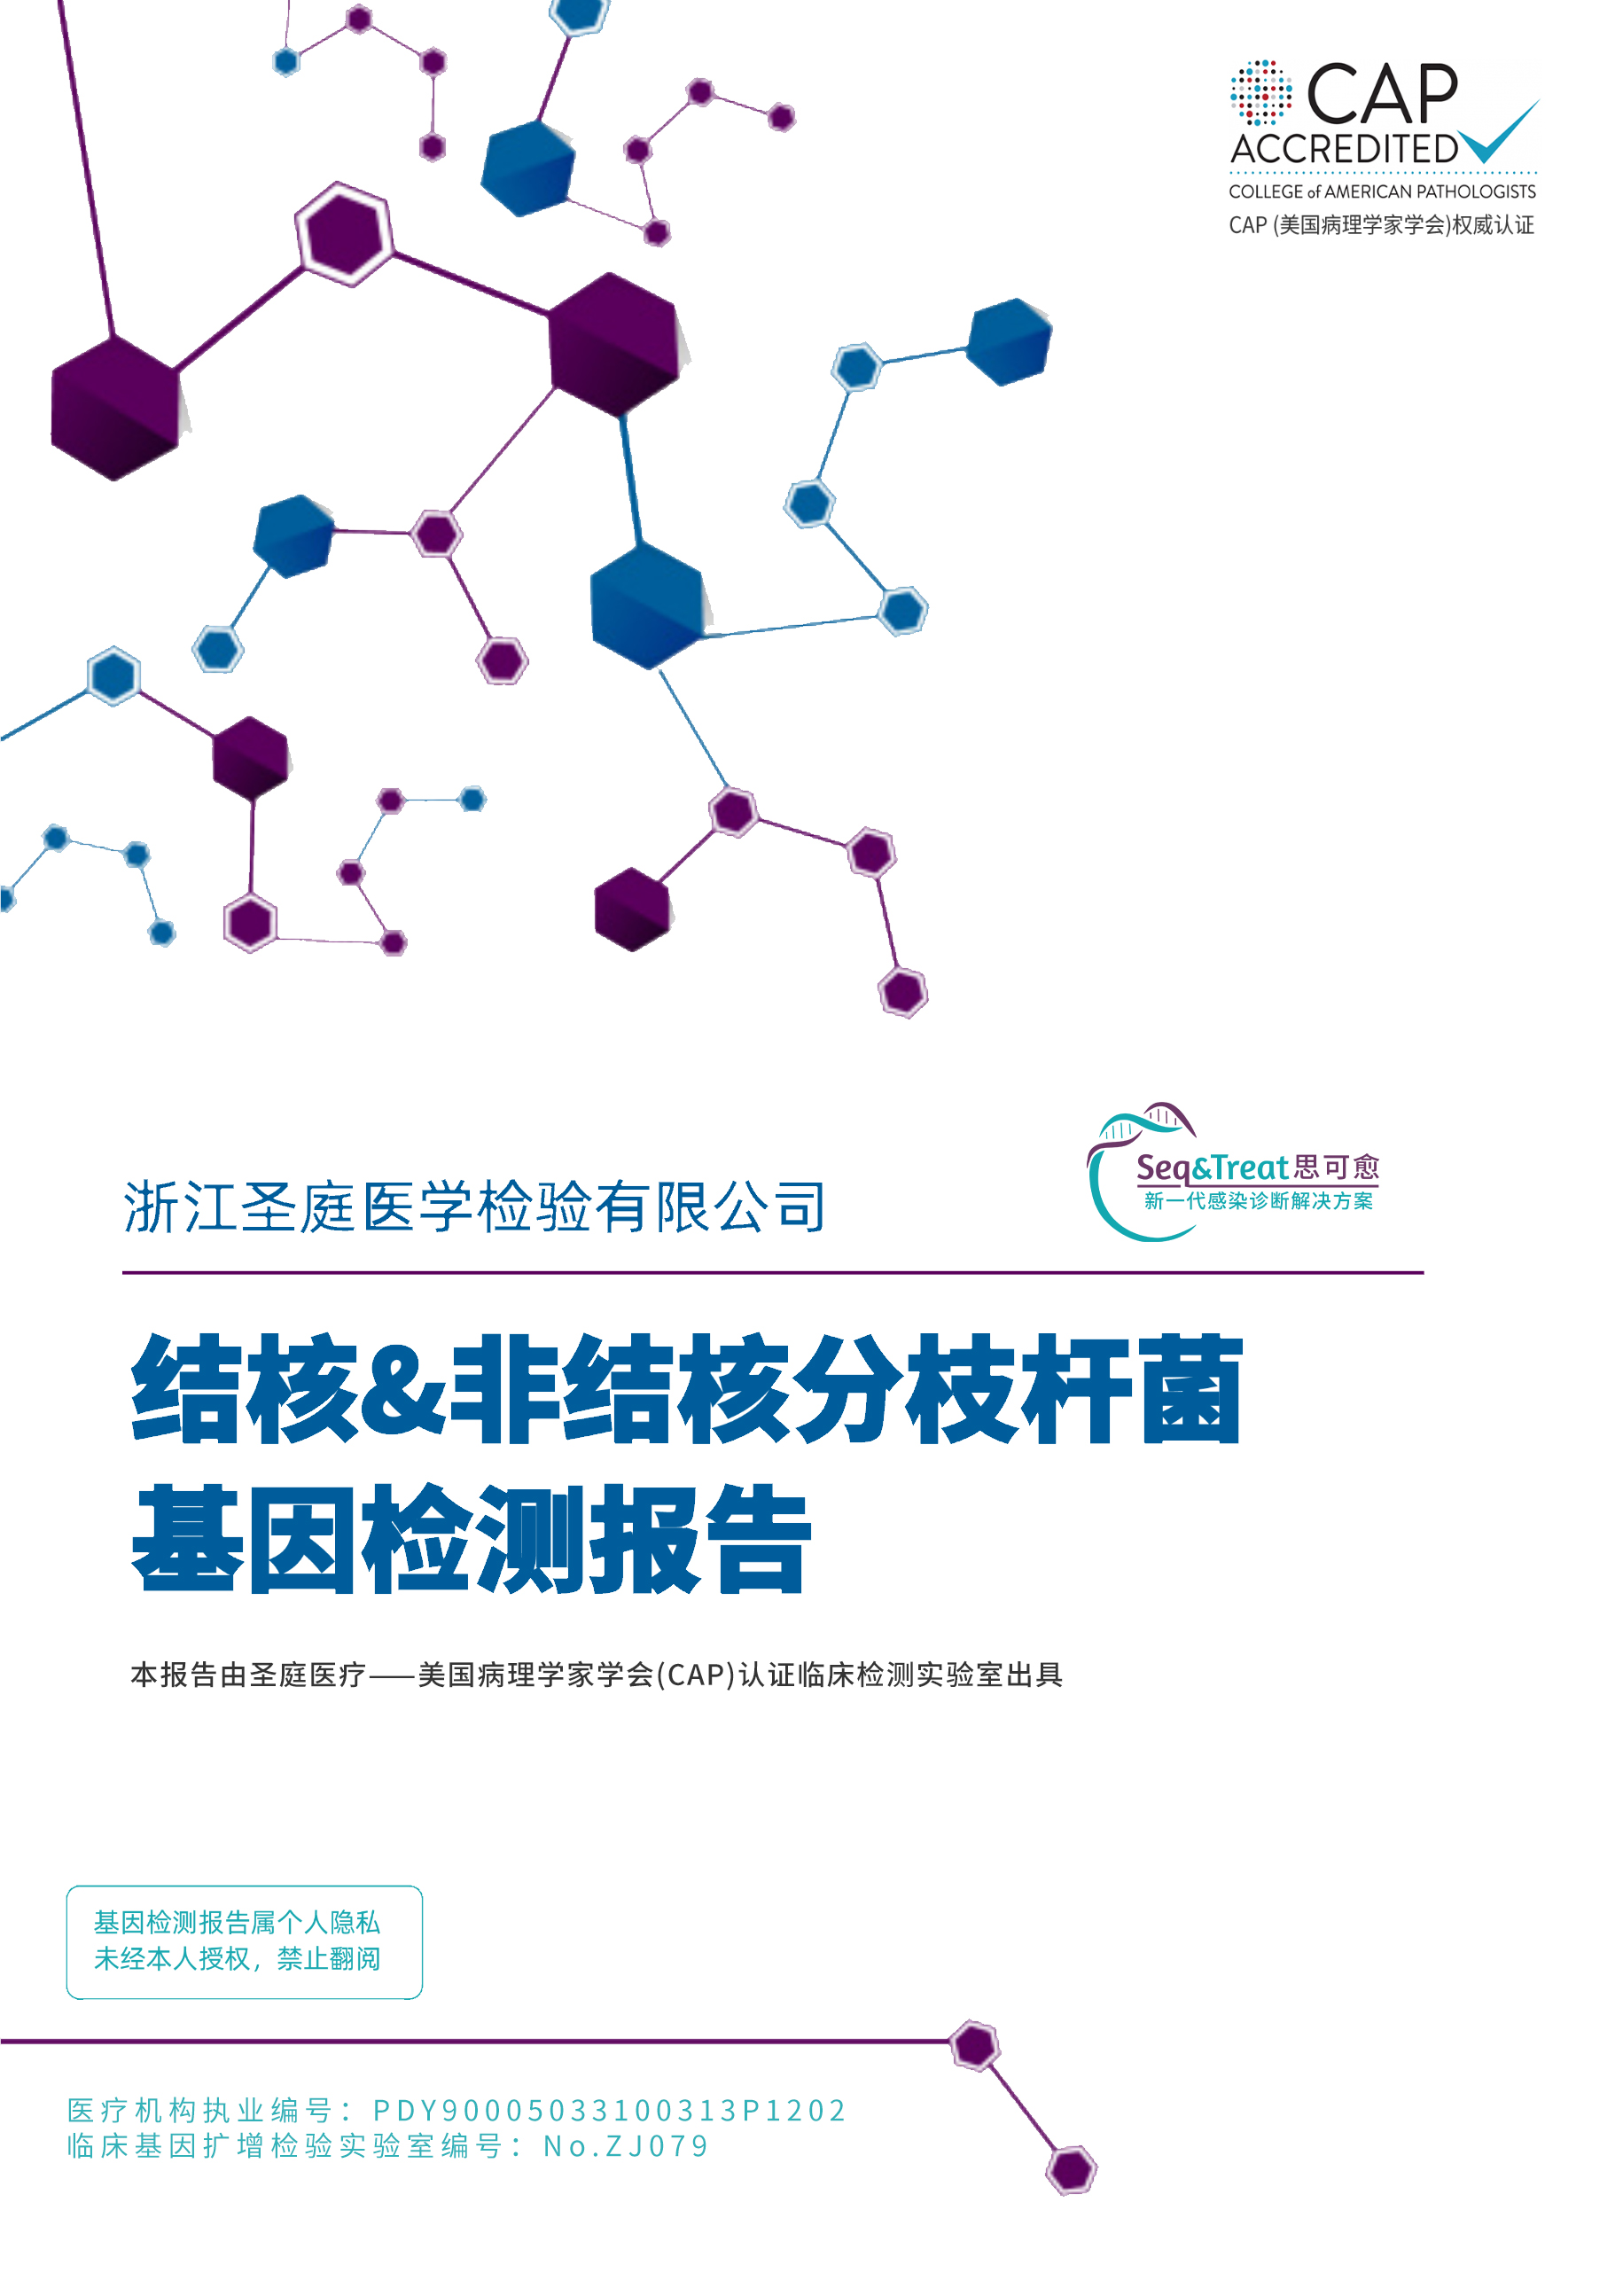 CAP
ACCREDITED
COLLEGE of AMERICAN PATHOLOGISTS
CAP (美国病理学家学会)权威认证
Seq&Treat思可愈
新一代感染诊断解决方案
浙江圣庭医学检验有限公司
结核&非结核分枝杆菌
基因检测报告
本报告由圣庭医疗——美国病理学家学会(CAP)认证临床检测实验室出具
基因检测报告属个人隐私
未经本人授权，禁止翻阅
医疗机构执业编号：PDY90005033100313P1202
临床基因扩增检验实验室编号：No.ZJ079